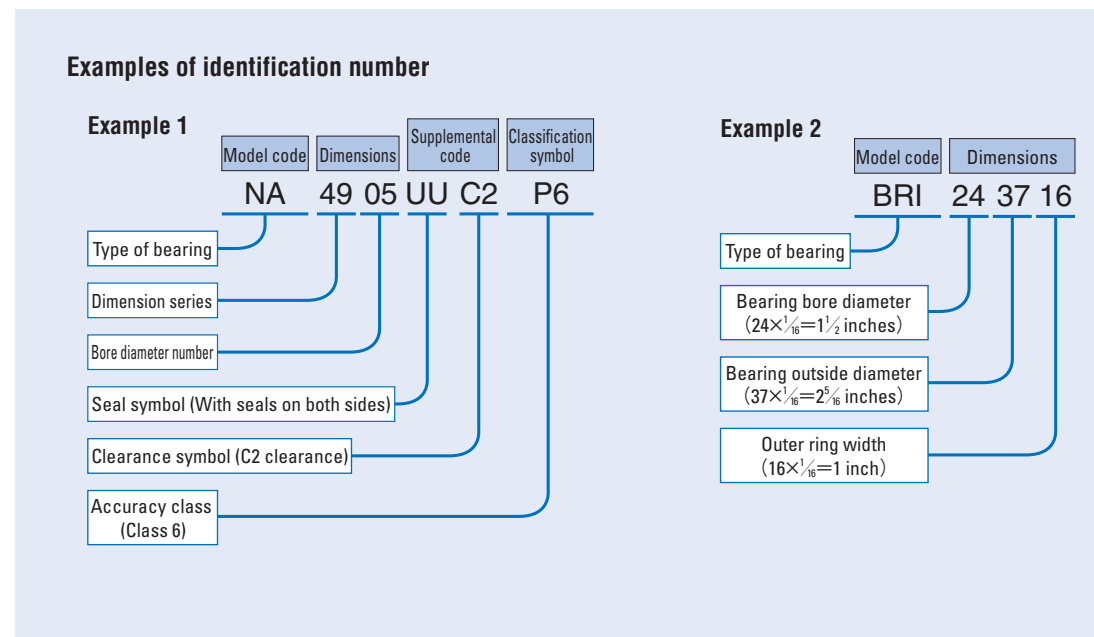 Examples of identification number
Example 1
Model code
Dimensions
Supplemental
code
Classification
symbol
NA 49 05 UU C2 P6
Type of bearing
Dimension series
Bore diameter number
Seal symbol (With seals on both sides)
Clearance symbol (C2 clearance)
Accuracy class
(Class 6)
Example 2
Model code
Dimensions
BRI 24 37 16
Type of bearing
Bearing bore diameter
(24×1⁄16=1 1⁄2 inches)
Bearing outside diameter
(37×1⁄16=2 5⁄16 inches)
Outer ring width
(16×1⁄16=1 inch)